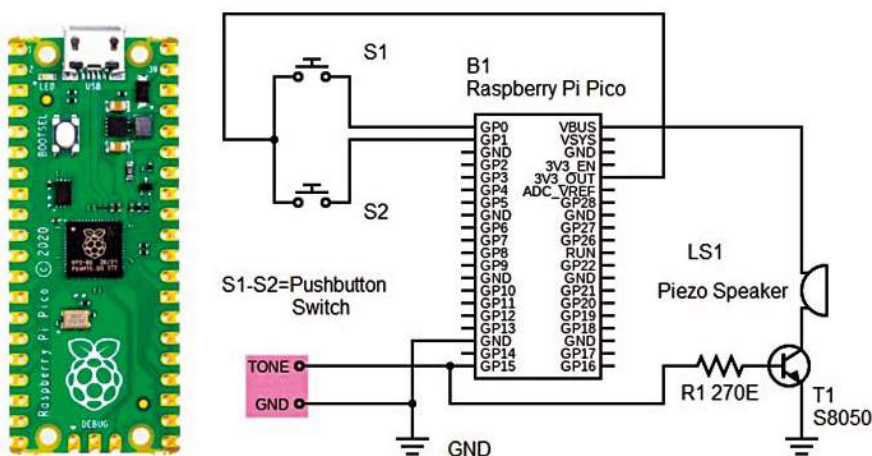 1
2
39
LED
USB
BOOTSEL
Raspberry Pi Pico © 2020
DEBUG
S1
S2
S1-S2=Pushbutton
Switch
TONE
GND
GND
B1
Raspberry Pi Pico
GP0
GP1
GND
GP2
GP3
GP4
GP5
GND
GP6
GP7
GP8
GP9
GND
GP10
GP11
GP12
GP13
GND
GP14
GP15
VBUS
VSYS
GND
3V3_EN
3V3_OUT
ADC_VREF
GP28
GND
GP27
GP26
RUN
GP22
GND
GP21
GP20
GP19
GP18
GND
GP17
GP16
LS1
Piezo Speaker
R1 270E
T1
S8050